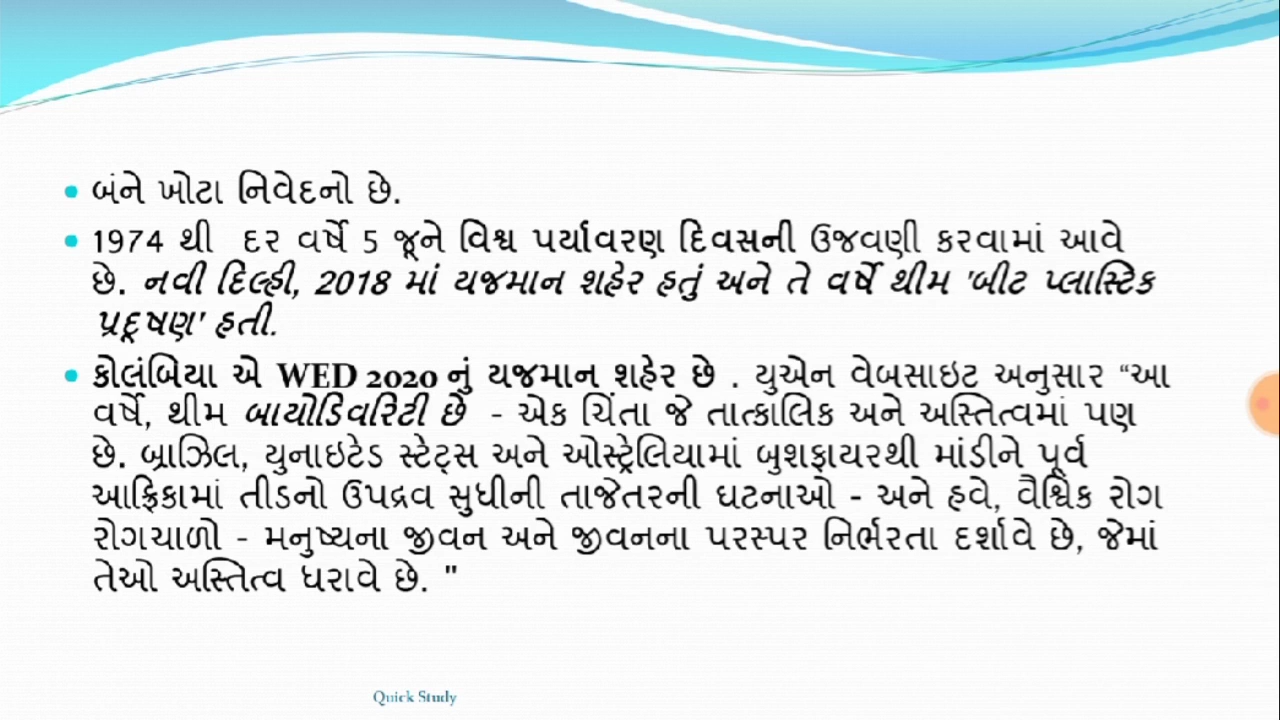 બંને ખોટા નિવેદનો છે.
1974 થી દર વર્ષે 5 જૂને વિશ્વ પર્યાવરણ દિવસની ઉજવણી કરવામાં આવે
છે. નવી દિલ્હી, 2018 માં યજમાન શહેર હતું અને તે વર્ષે થીમ 'બીટ પ્લાસ્ટિક
પ્રદૂષણ' હતી.
કોલંબિયા એ WED 2020 નું યજમાન શહેર છે . યુએન વેબસાઇટ અનુસાર “આ
વર્ષે, થીમ બાયોડિવરિટી છે - એક ચિંતા જે તાત્કાલિક અને અસ્તિત્વમાં પણ
છે. બ્રાઝિલ, યુનાઇટેડ સ્ટેટ્સ અને ઓસ્ટ્રેલિયામાં બુશફાયરથી માંડીને પૂર્વ
આફ્રિકામાં તીડનો ઉપદ્રવ સુધીની તાજેતરની ઘટનાઓ - અને હવે, વૈશ્વિક રોગ
રોગચાળો - મનુષ્યના જીવન અને જીવનના પરસ્પર નિર્ભરતા દર્શાવે છે, જેમાં
તેઓ અસ્તિત્વ ધરાવે છે. "
Quick Study